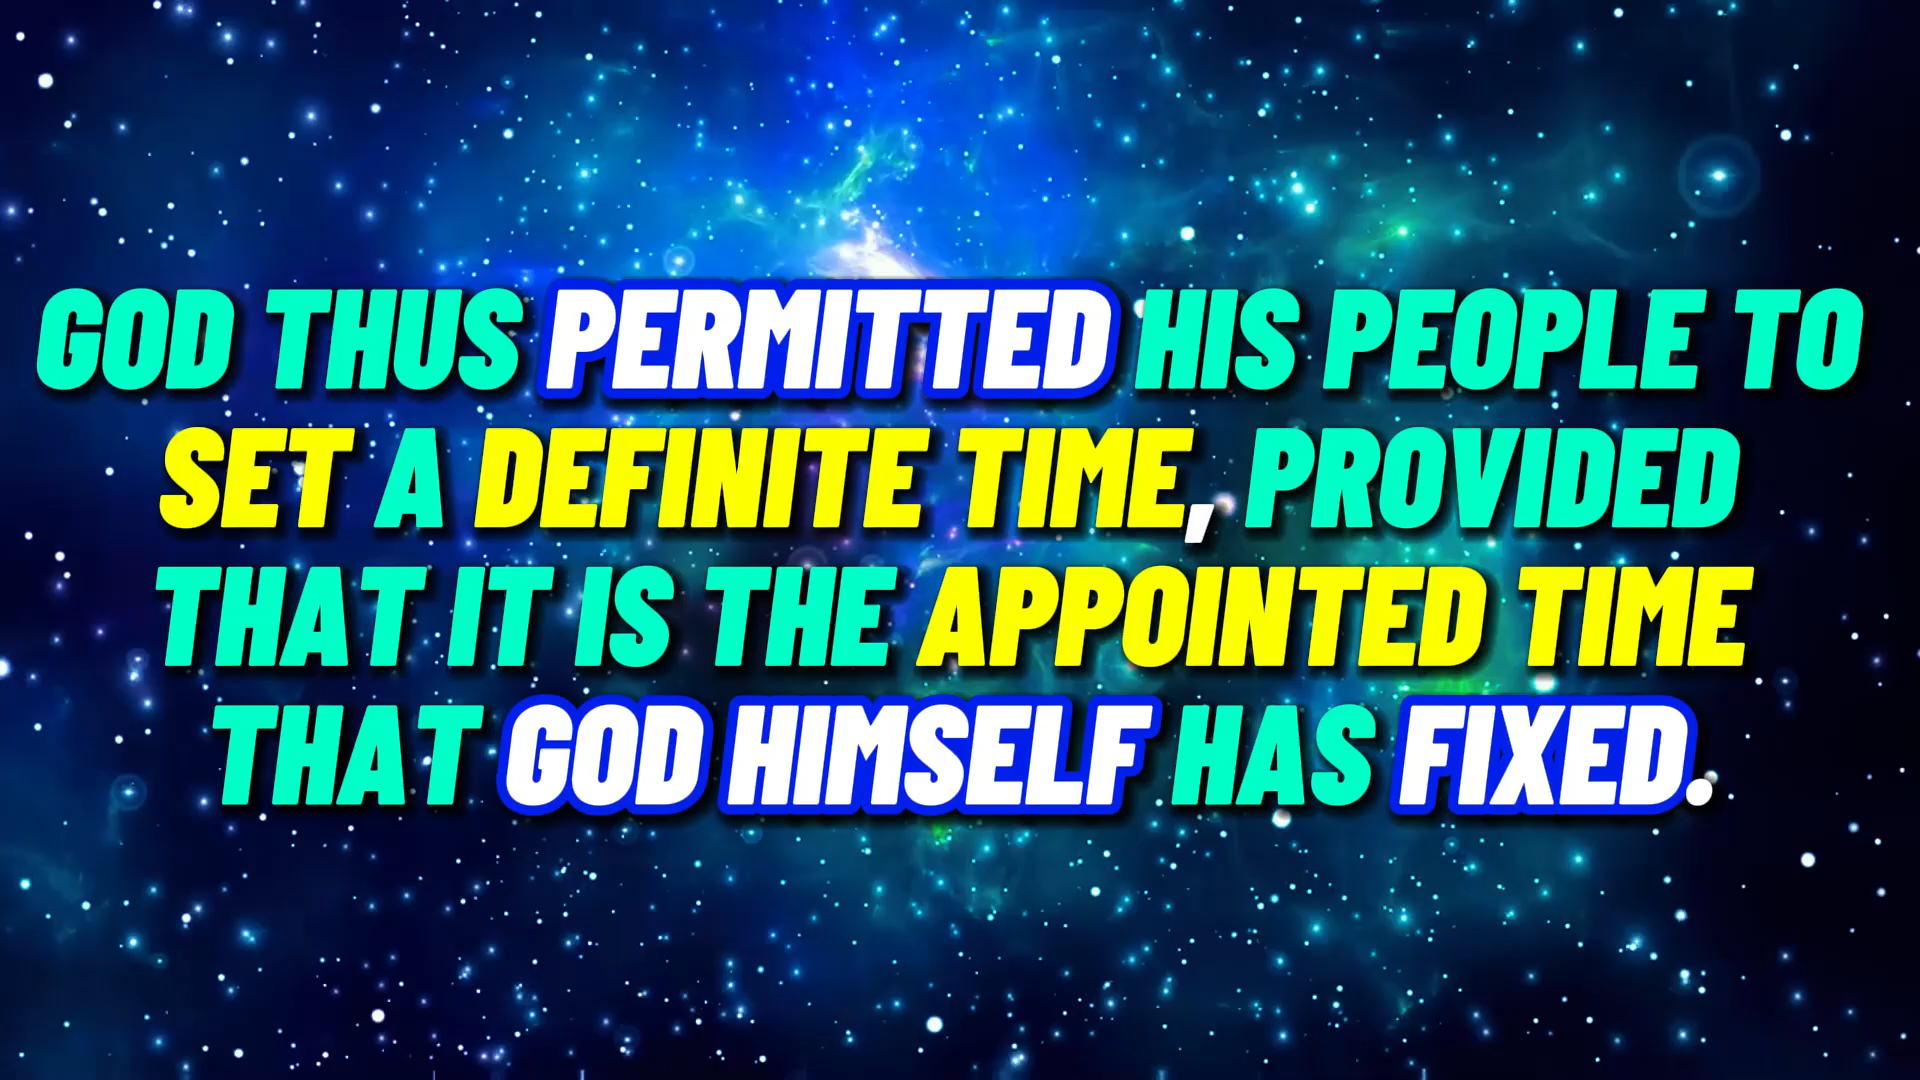 GOD THUS PERMITTED HIS PEOPLE TO
SET A DEFINITE TIME, PROVIDED
THAT IT IS THE APPOINTED TIME
THAT GOD HIMSELF HAS FIXED.